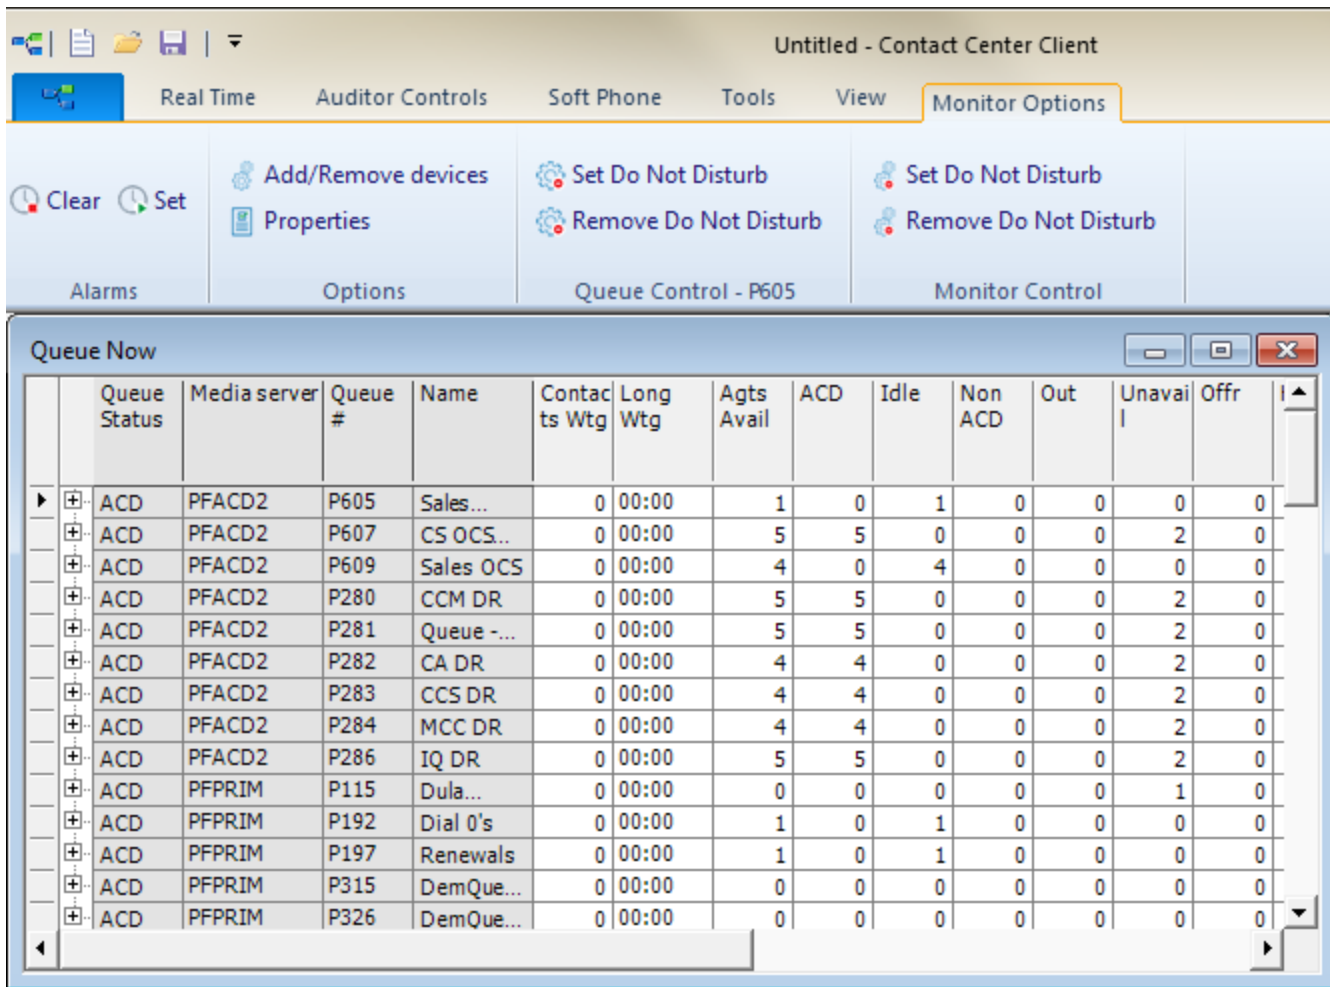 Untitled - Contact Center Client
Real Time Auditor Controls Soft Phone Tools View Monitor Options
Clear Set Add/Remove devices Set Do Not Disturb Set Do Not Disturb
Properties Remove Do Not Disturb Remove Do Not Disturb
Alarms Options Queue Control - P605 Monitor Control
Queue Now
Queue Media server Queue Name Contac Long Agts ACD Idle Non Out Unavai Offr
Status # ts Wtg Wtg Avail ACD l
ACD PFACD2 P605 Sales... 0 00:00 1 0 1 0 0 0 0
ACD PFACD2 P607 CS OCS... 0 00:00 5 5 0 0 0 2 0
ACD PFACD2 P609 Sales OCS 0 00:00 4 0 4 0 0 0 0
ACD PFACD2 P280 CCM DR 0 00:00 5 5 0 0 0 2 0
ACD PFACD2 P281 Queue -... 0 00:00 5 5 0 0 0 2 0
ACD PFACD2 P282 CA DR 0 00:00 4 4 0 0 0 2 0
ACD PFACD2 P283 CCS DR 0 00:00 4 4 0 0 0 2 0
ACD PFACD2 P284 MCC DR 0 00:00 4 4 0 0 0 2 0
ACD PFACD2 P286 IQ DR 0 00:00 5 5 0 0 0 2 0
ACD PFPRIM P115 Dula... 0 00:00 0 0 0 0 0 1 0
ACD PFPRIM P192 Dial 0's 0 00:00 1 0 1 0 0 0 0
ACD PFPRIM P197 Renewals 0 00:00 1 0 1 0 0 0 0
ACD PFPRIM P315 DemQue... 0 00:00 0 0 0 0 0 0 0
ACD PFPRIM P326 DemQue... 0 00:00 0 0 0 0 0 0 0